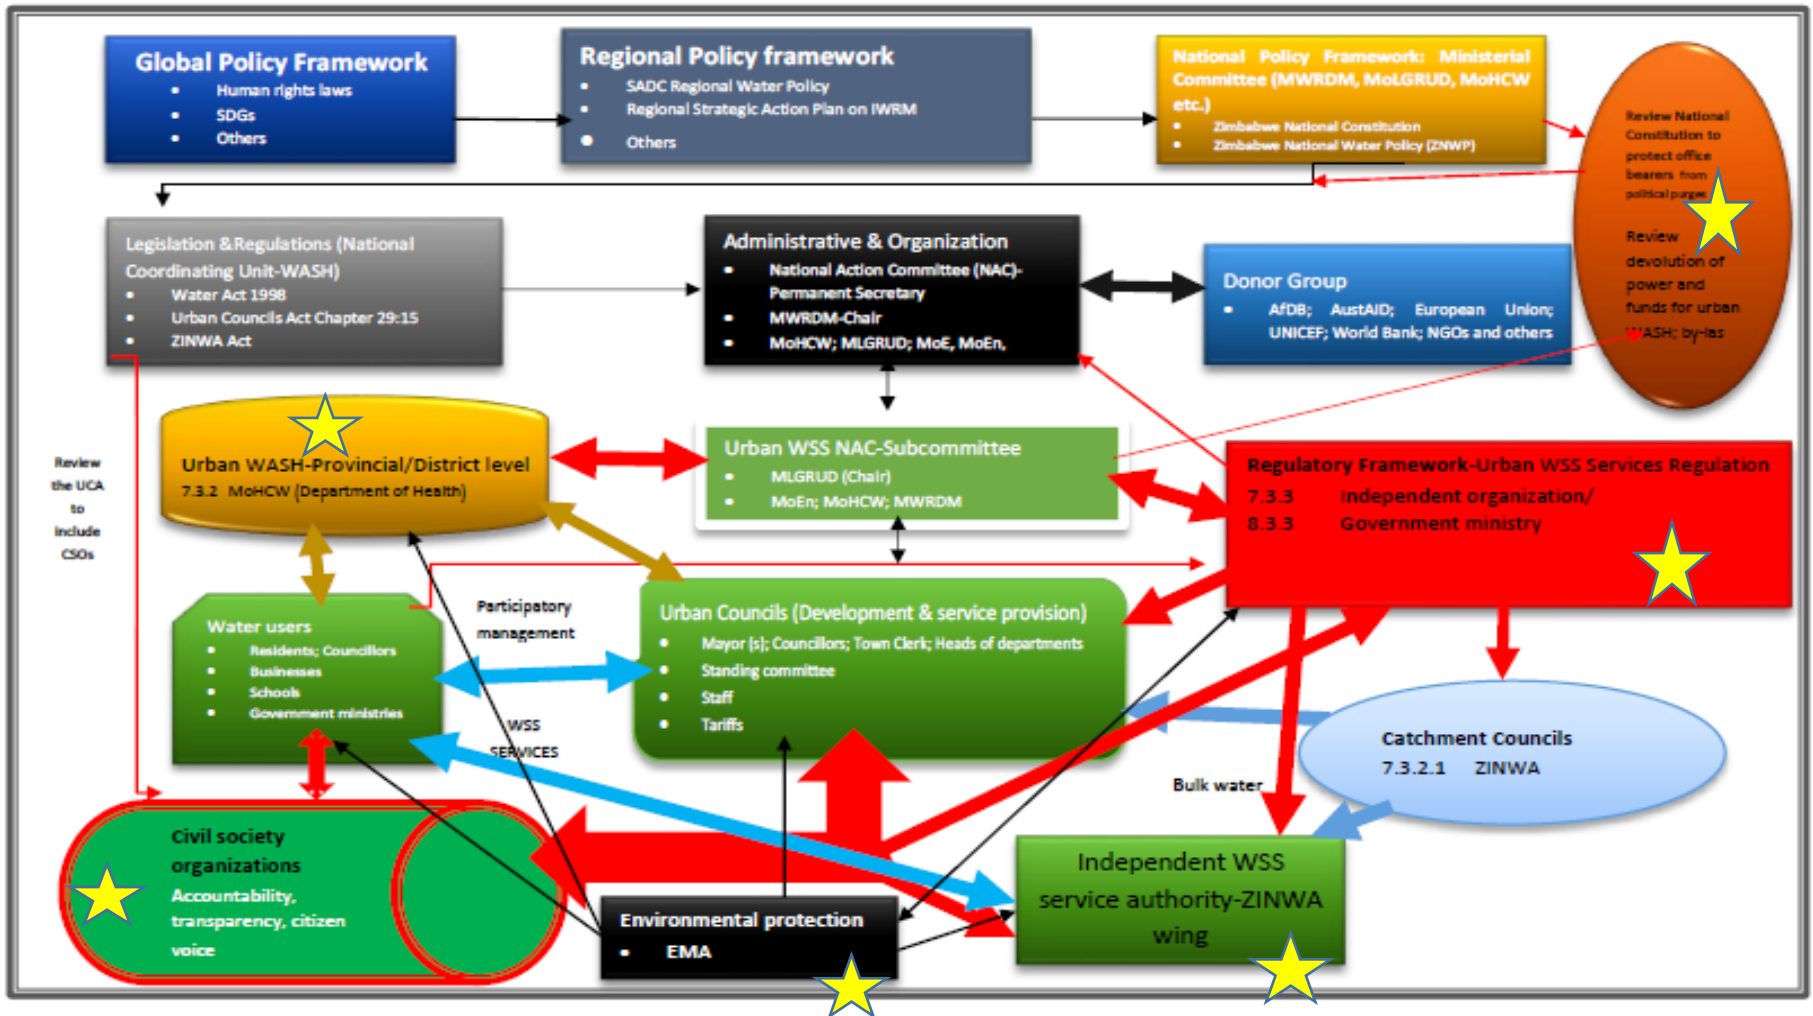 Global Policy Framework
• Human rights laws
• SDGs
• Others
Regional Policy framework
• SADC Regional Water Policy
• Regional Strategic Action Plan on IWRM
• Others
National Policy Framework: Ministerial
Committee (MWRDM, MoLGRUD, MoHCW
etc.)
• Zimbabwe National Constitution
• Zimbabwe National Water Policy (ZNWP)
Review National
Constitution to
protect office
bearers from
political purges
Review
devolution of
power and
funds for urban
WASH; by-las
Legislation &Regulations (National
Coordinating Unit-WASH)
• Water Act 1998
• Urban Councils Act Chapter 29:15
• ZINWA Act
Administrative & Organization
• National Action Committee (NAC)-
Permanent Secretary
• MWRDM-Chair
• MoHCW; MLGRUD; MoE, MoEn,
Donor Group
• AfDB; AustAID; European Union;
UNICEF; World Bank; NGOs and others
Review
the UCA
to
include
CSOs
Urban WASH-Provincial/District level
7.3.2 MoHCW (Department of Health)
Urban WSS NAC-Subcommittee
• MLGRUD (Chair)
• MoEn; MoHCW; MWRDM
Regulatory Framework-Urban WSS Services Regulation
7.3.3 Independent organization/
8.3.3 Government ministry
Water users
• Residents; Councillors
• Businesses
• Schools
• Government ministries
Participatory
management
WSS
SERVICES
Urban Councils (Development & service provision)
• Mayor (s); Councillors; Town Clerk; Heads of departments
• Standing committee
• Staff
• Tariffs
Catchment Councils
7.3.2.1 ZINWA
Bulk water
Civil society
organizations
Accountability,
transparency, citizen
voice
Environmental protection
• EMA
Independent WSS
service authority-ZINWA
wing